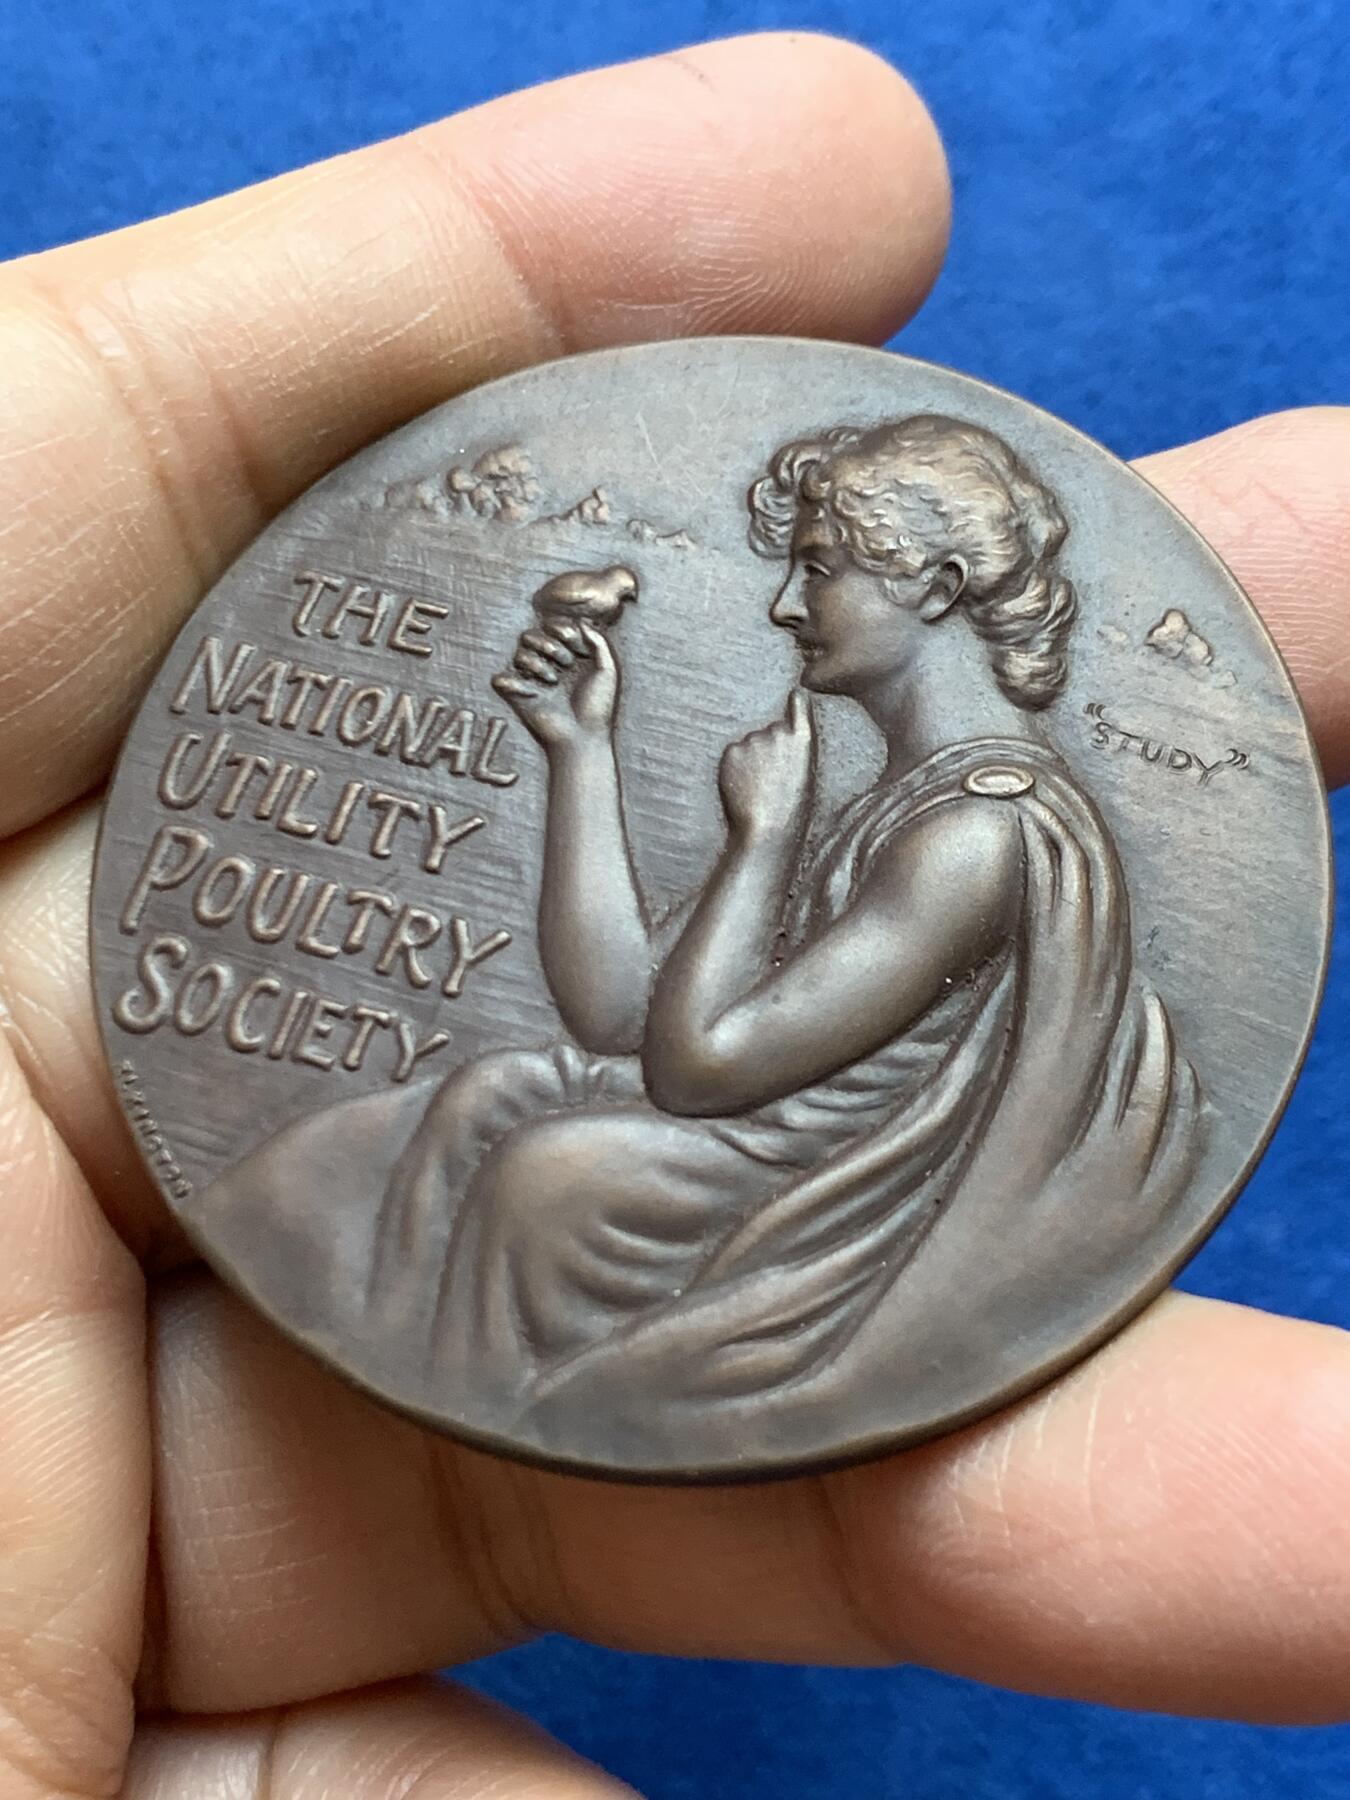 THE
NATIONAL
UTILITY
POULTRY
SOCIETY
"STUDY"